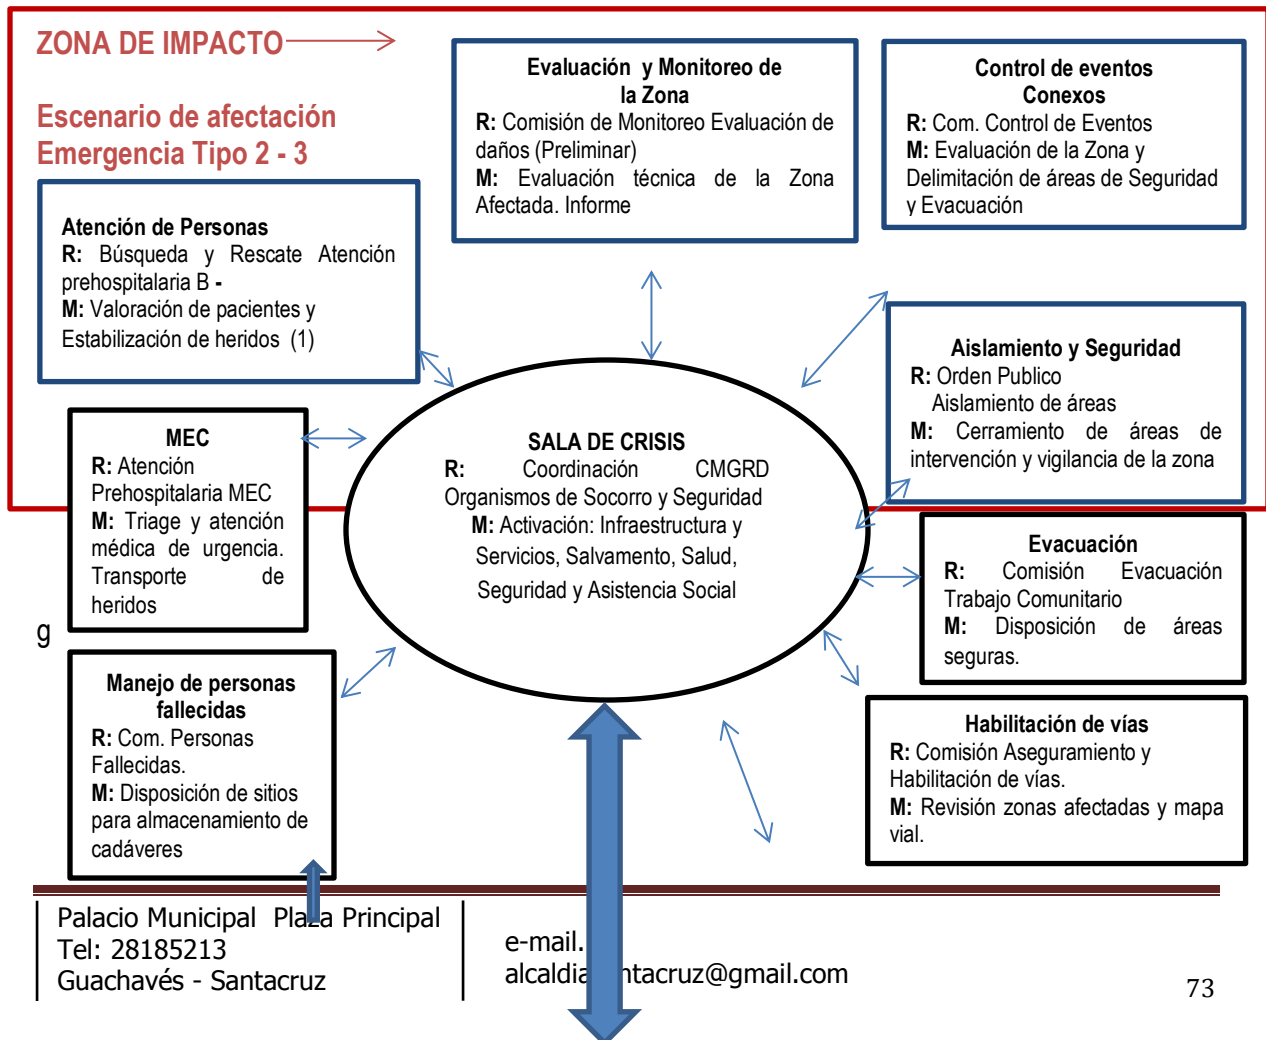 ZONA DE IMPACTO
Escenario de afectación
Emergencia Tipo 2 - 3
Evaluación y Monitoreo de
la Zona
R: Comisión de Monitoreo Evaluación de
daños (Preliminar)
M: Evaluación técnica de la Zona
Afectada. Informe
Control de eventos
Conexos
R: Com. Control de Eventos
M: Evaluación de la Zona y
Delimitación de áreas de Seguridad
y Evacuación
Atención de Personas
R: Búsqueda y Rescate Atención
prehospitalaria B -
M: Valoración de pacientes y
Estabilización de heridos (1)
Aislamiento y Seguridad
R: Orden Publico
Aislamiento de áreas
M: Cerramiento de áreas de
intervención y vigilancia de la zona
MEC
R: Atención
Prehospitalaria MEC
M: Triage y atención
médica de urgencia.
Transporte de
heridos
SALA DE CRISIS
R: Coordinación CMGRD
Organismos de Socorro y Seguridad
M: Activación: Infraestructura y
Servicios, Salvamento, Salud,
Seguridad y Asistencia Social
Evacuación
R: Comisión Evacuación
Trabajo Comunitario
M: Disposición de áreas
seguras.
g
Manejo de personas
fallecidas
R: Com. Personas
Fallecidas.
M: Disposición de sitios
para almacenamiento de
cadáveres
Habilitación de vías
R: Comisión Aseguramiento y
Habilitación de vías.
M: Revisión zonas afectadas y mapa
vial.
Palacio Municipal Plaza Principal
Tel: 28185213
Guachavés - Santacruz
e-mail.
ntacruz@gmail.com
73